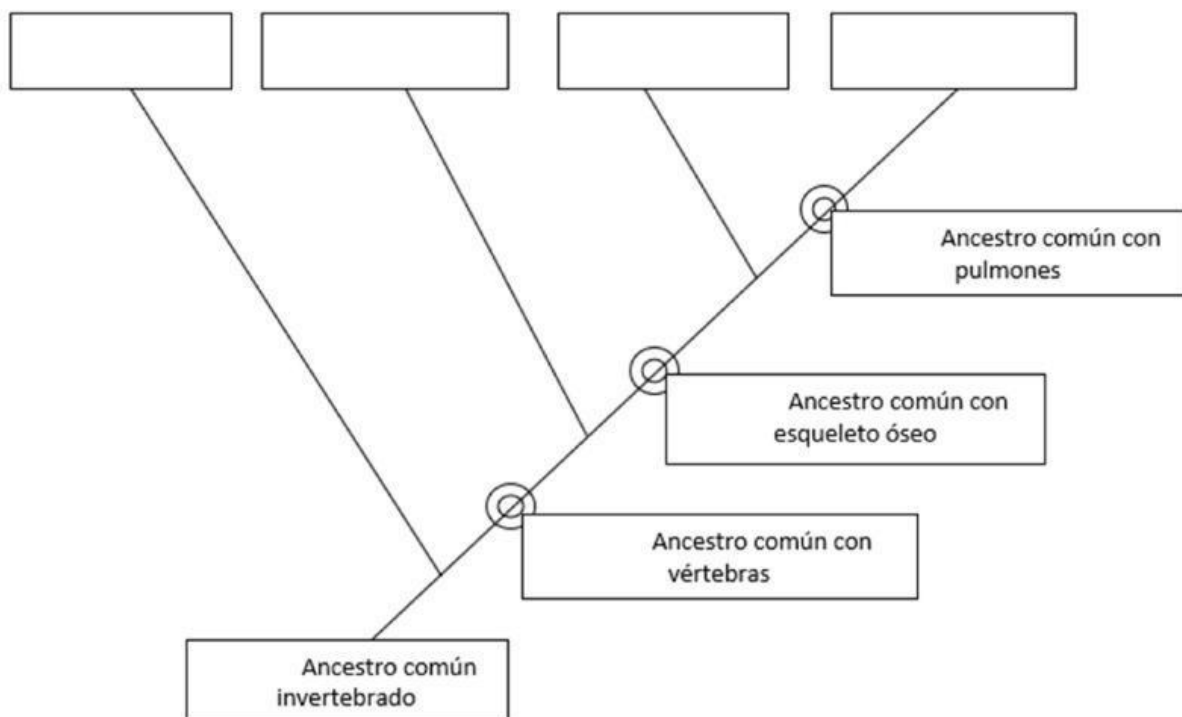 Ancestro común con
pulmones
Ancestro común con
esqueleto óseo
Ancestro común con
vértebras
Ancestro común
invertebrado